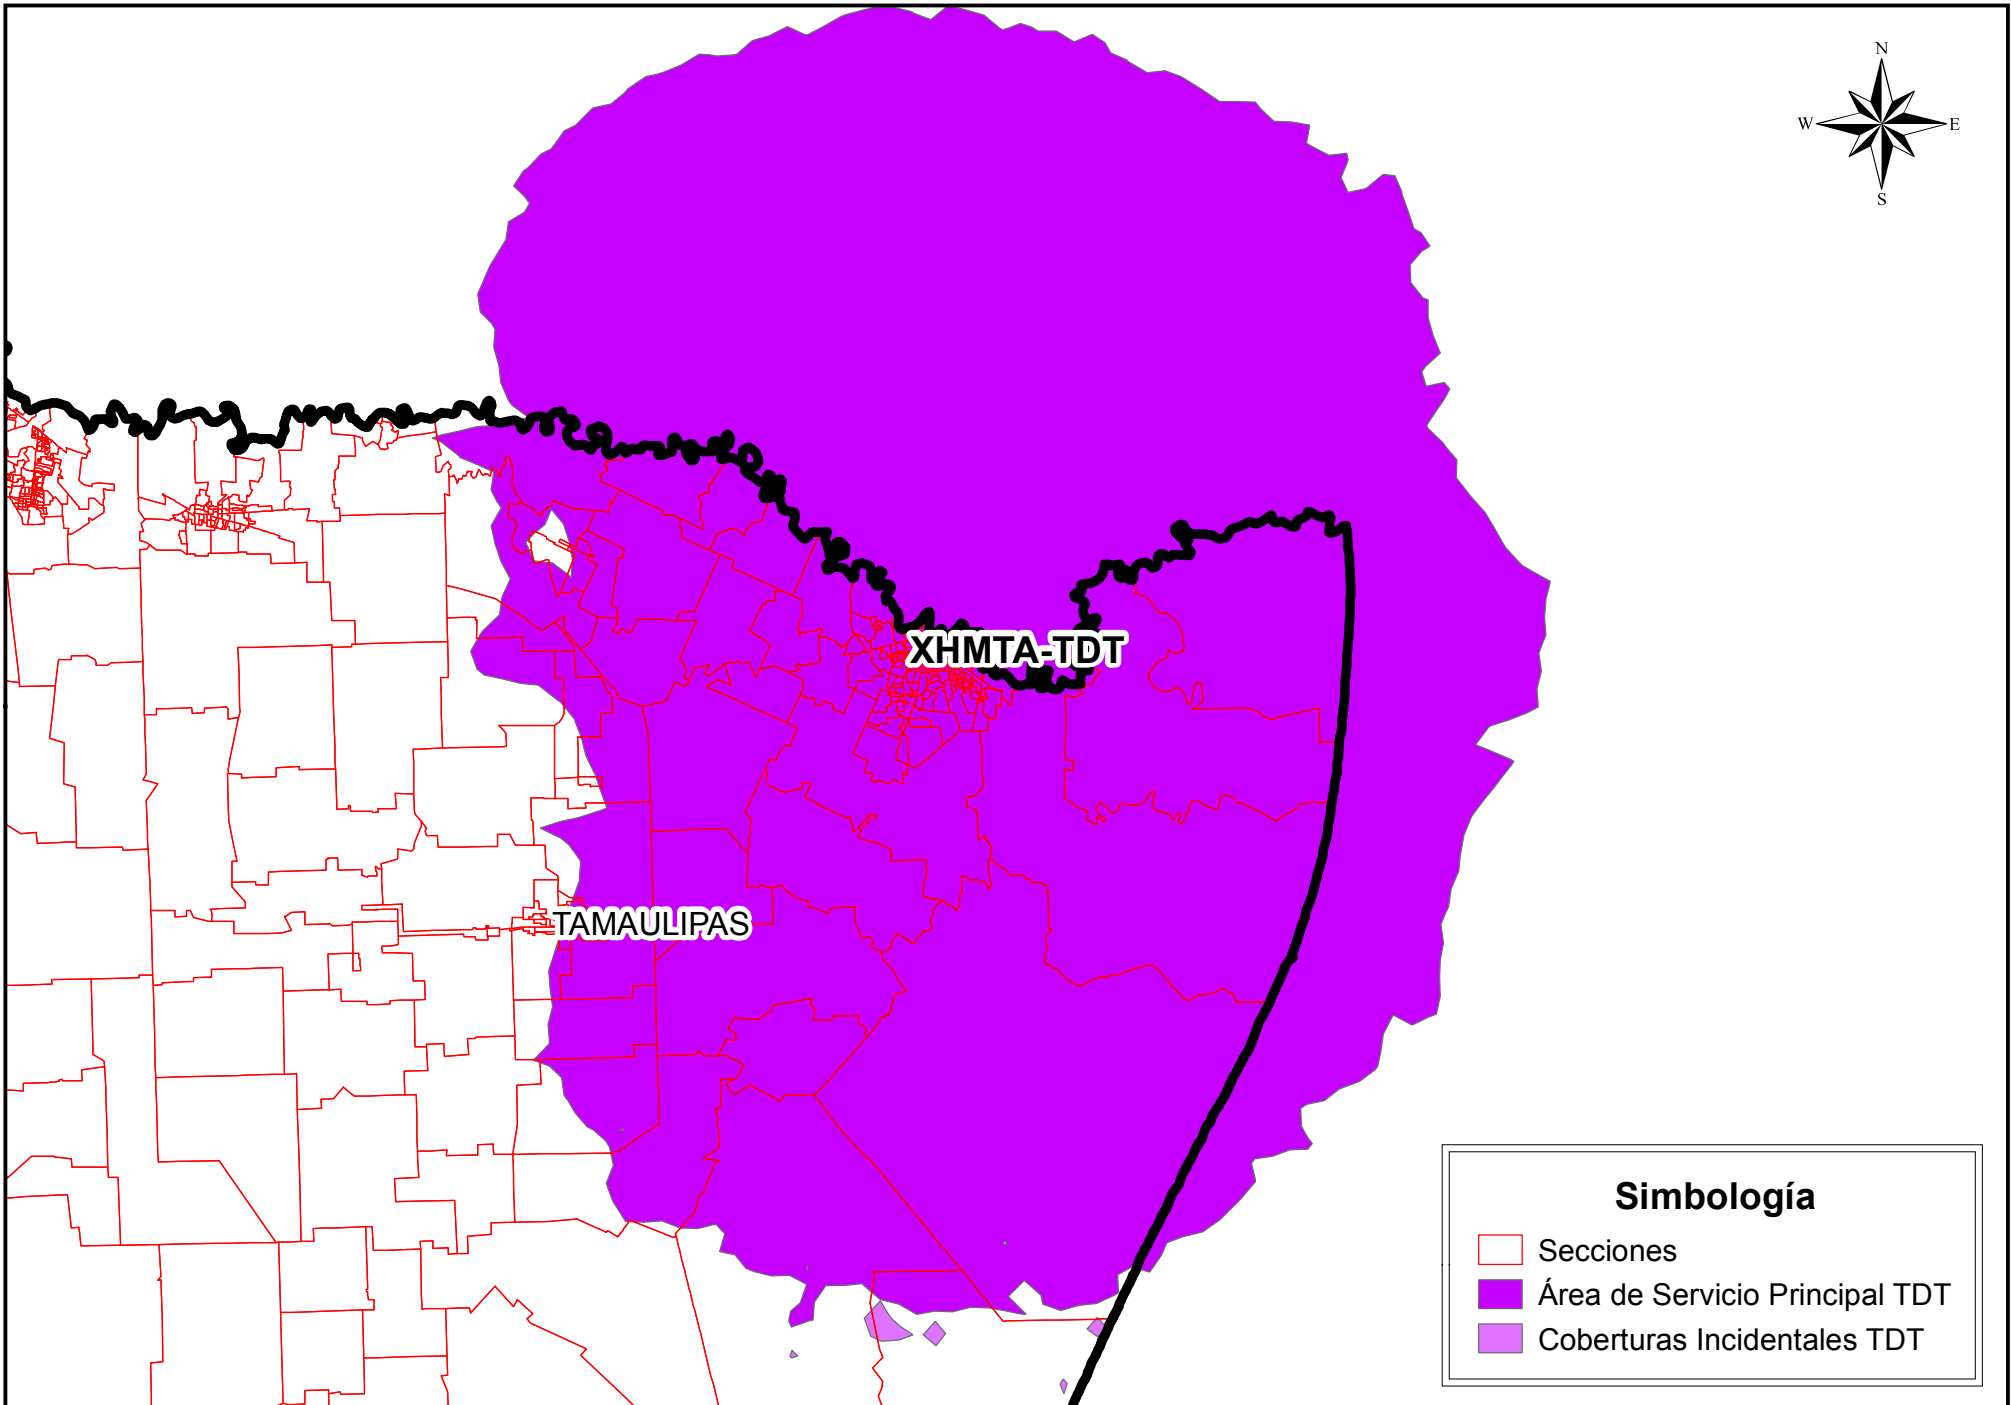 N
W E
S
XHMTA-TDT
TAMAULIPAS
Simbología
Secciones
Área de Servicio Principal TDT
Coberturas Incidentales TDT